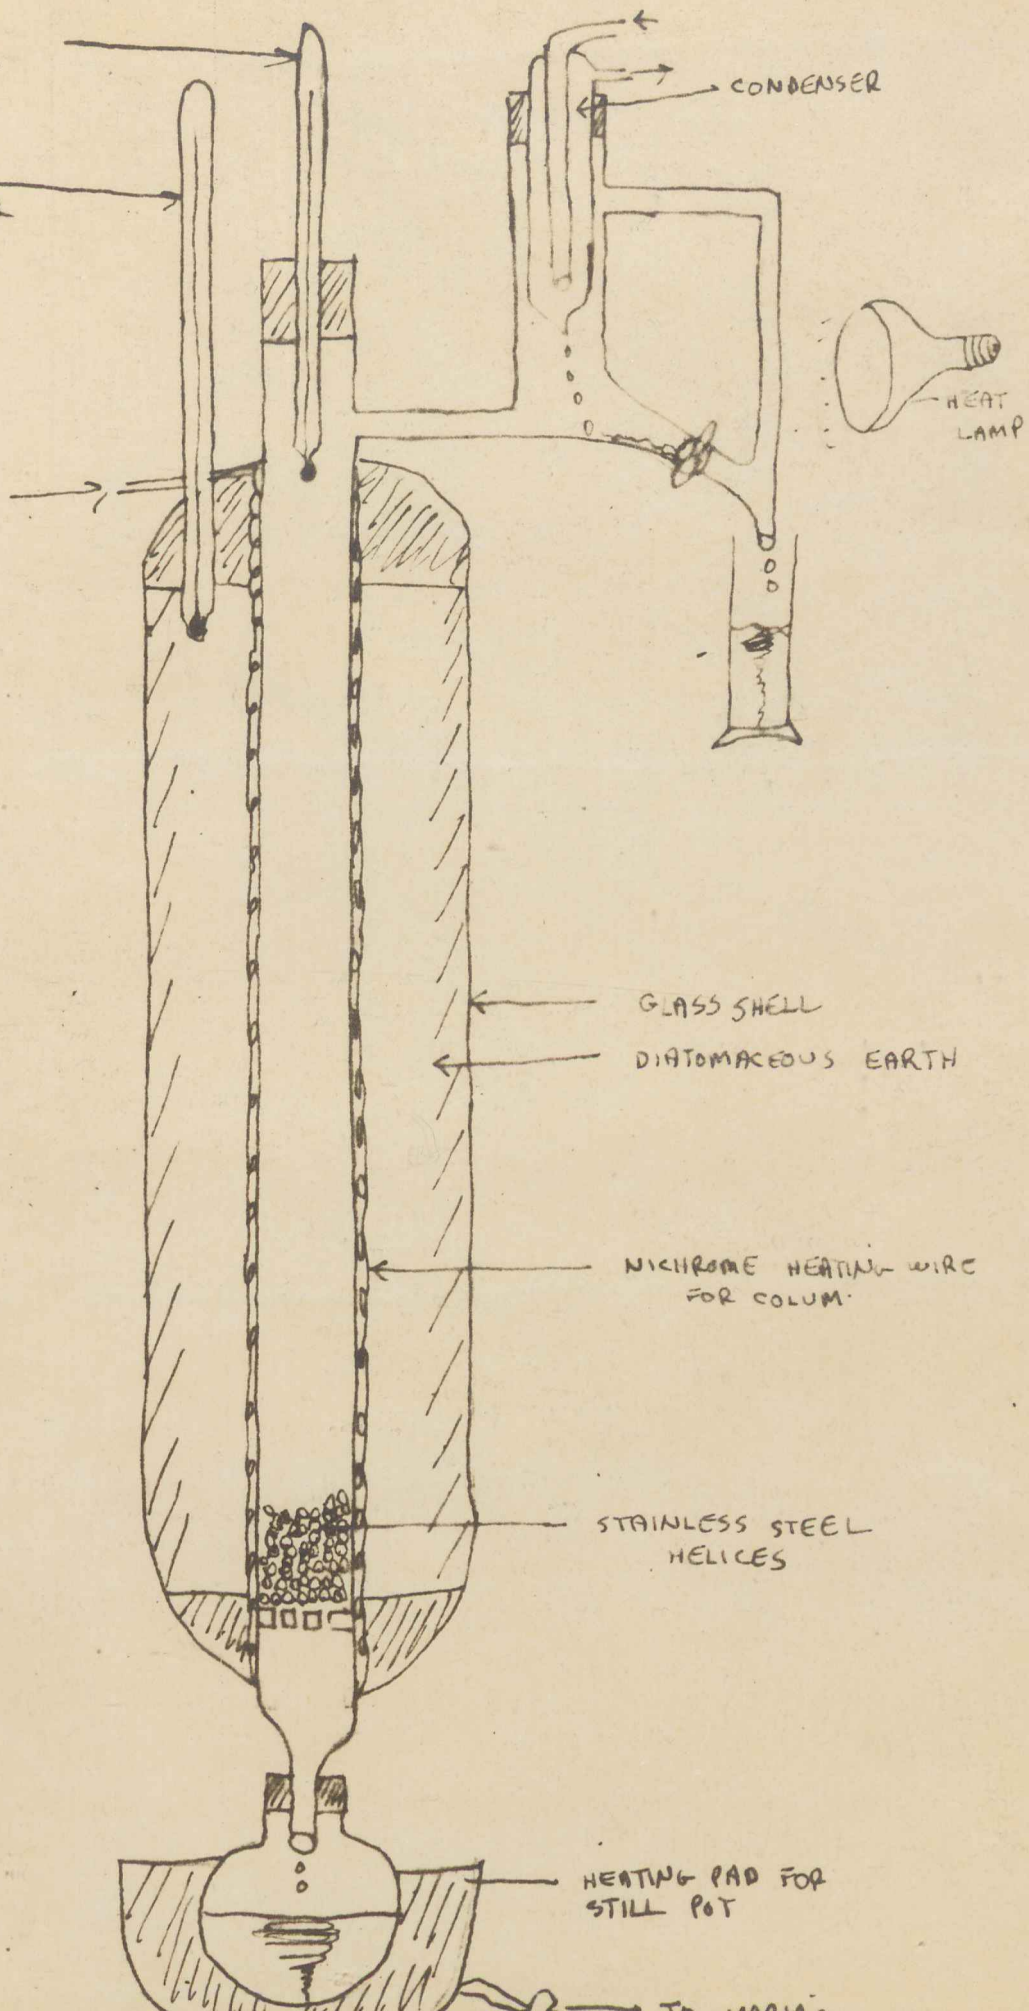 CONDENSER
HEAT
LAMP
GLASS SHELL
DIATOMACEOUS EARTH
NICHROME HEATING WIRE
FOR COLUM.
STAINLESS STEEL
HELICES
HEATING PAD FOR
STILL POT
TO